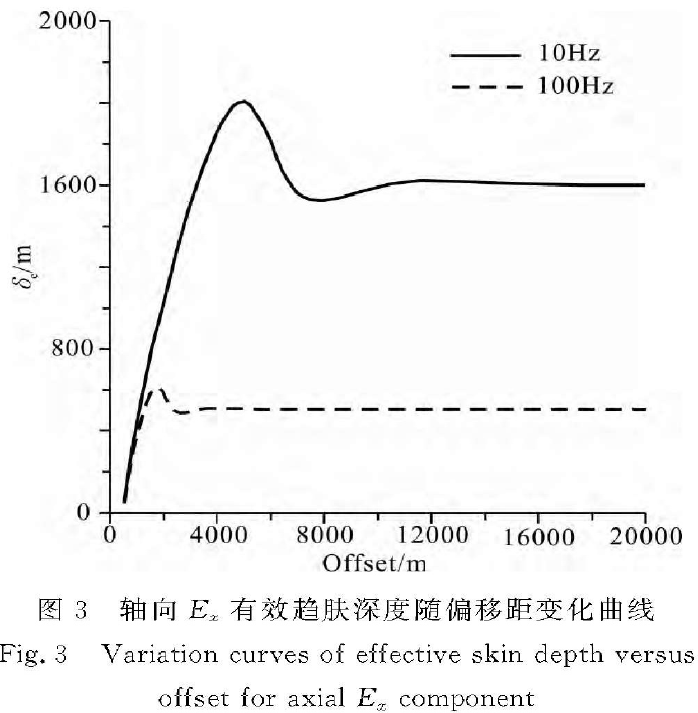 2000
1600
800
0
δe/m
10Hz
100Hz
0 4000 8000 12000 16000 20000
Offset/m
图 3 轴向 Ex 有效趋肤深度随偏移距变化曲线
Fig. 3 Variation curves of effective skin depth versus
offset for axial Ex component